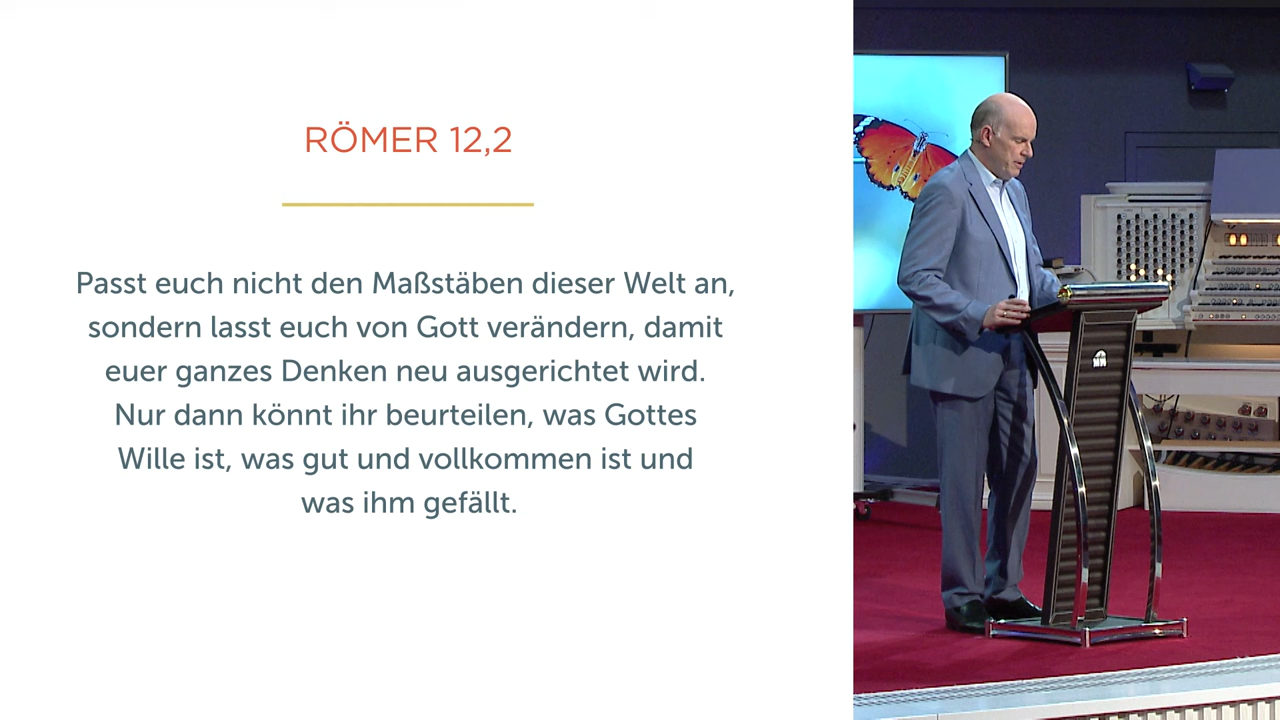 RÖMER 12,2
Passt euch nicht den Maßstäben dieser Welt an,
sondern lasst euch von Gott verändern, damit
euer ganzes Denken neu ausgerichtet wird.
Nur dann könnt ihr beurteilen, was Gottes
Wille ist, was gut und vollkommen ist und
was ihm gefällt.